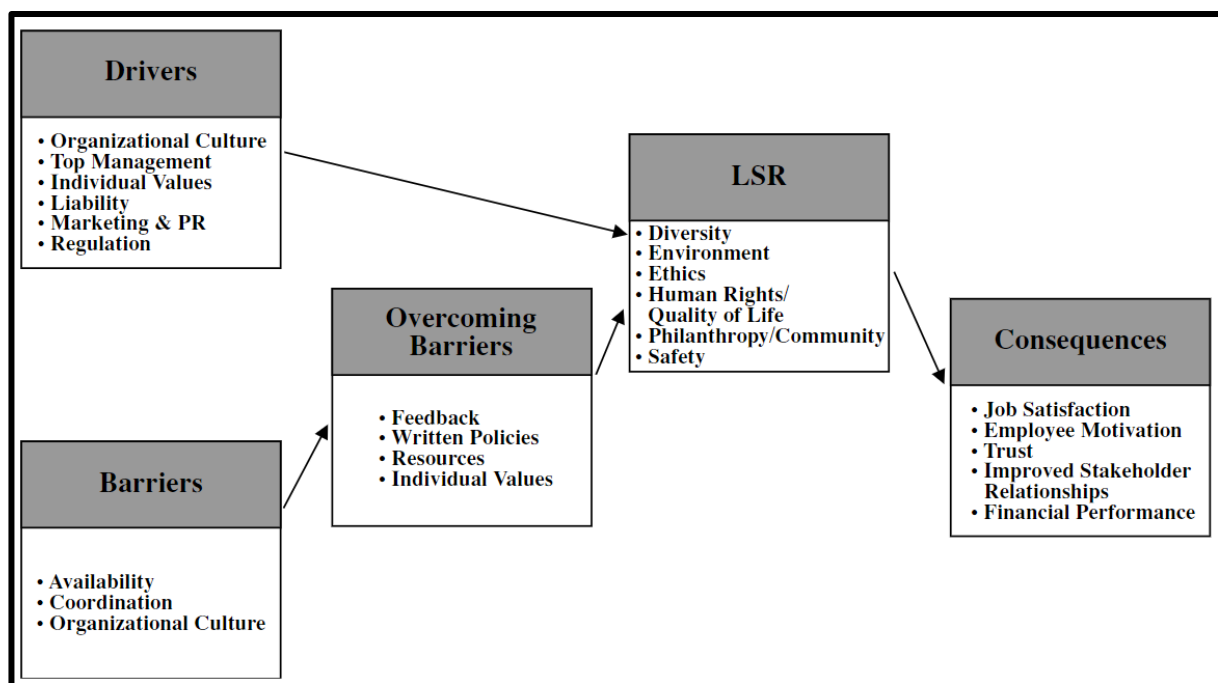 Drivers
• Organizational Culture
• Top Management
• Individual Values
• Liability
• Marketing & PR
• Regulation
LSR
• Diversity
• Environment
• Ethics
• Human Rights/
Quality of Life
• Philanthropy/Community
• Safety
Overcoming
Barriers
• Feedback
• Written Policies
• Resources
• Individual Values
Consequences
• Job Satisfaction
• Employee Motivation
• Trust
• Improved Stakeholder
Relationships
• Financial Performance
Barriers
• Availability
• Coordination
• Organizational Culture